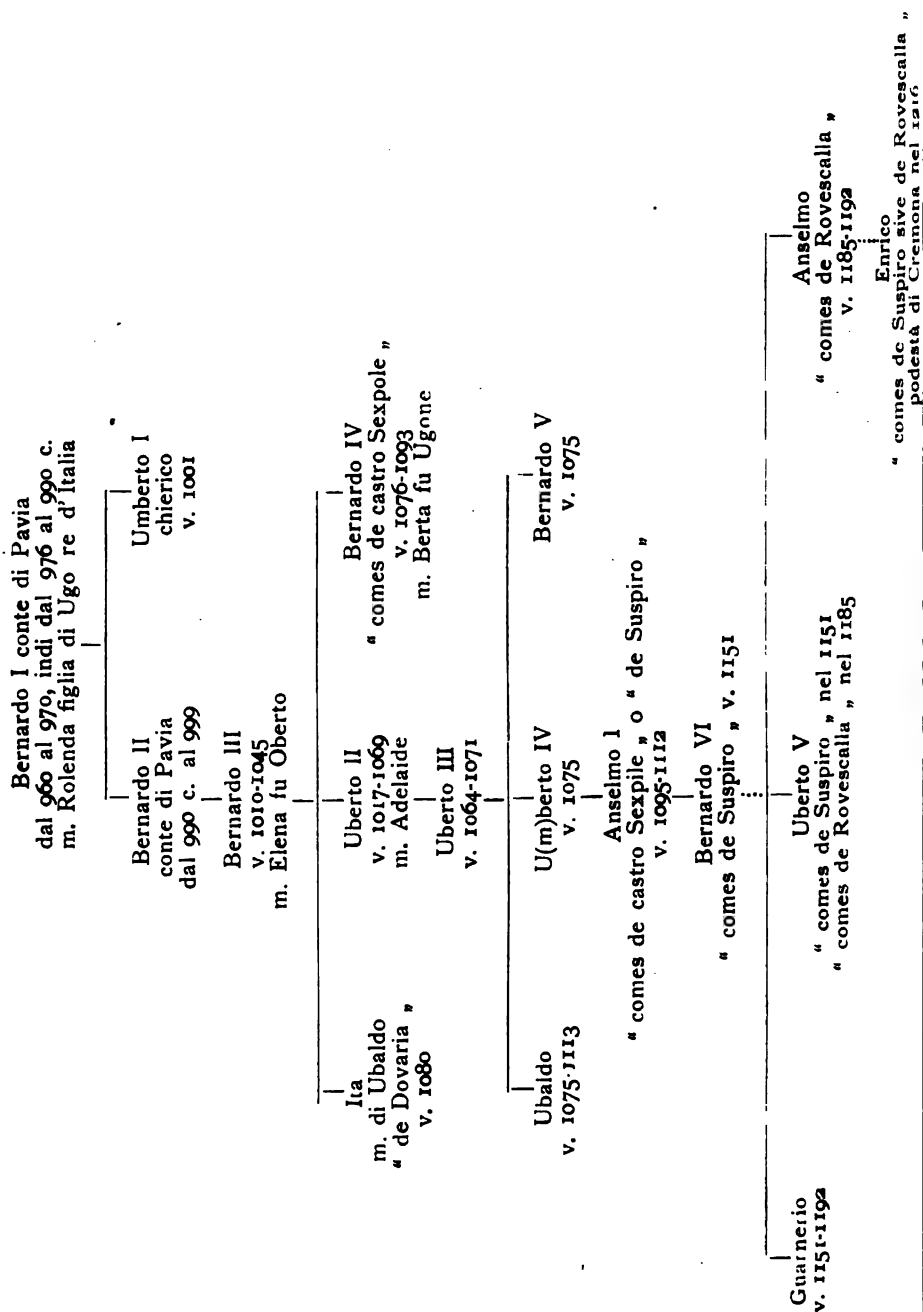 Bernardo I conte di Pavia
dal 960 al 970, indi dal 976 al 990 c.
m. Rolenda figlia di Ugo re d'Italia
Bernardo II
conte di Pavia
dal 990 c. al 999
Umberto I
chierico
v. 1001
Bernardo III
v. 1010-1045
m. Elena fu Oberto
Ita
m. di Ubaldo
“ de Dovaria „
v. 1080
Uberto II
v. 1017-1069
m. Adelaide
Bernardo IV
“ comes de castro Sexpole „
v. 1076-1093
m. Berta fu Ugone
Uberto III
v. 1064-1071
Ubaldo
v. 1075-1113
U(m)berto IV
v. 1075
Bernardo V
v. 1075
Anselmo I
“ comes de castro Sexpile „ o “ de Suspiro „
v. 1095-1112
Bernardo VI
“ comes de Suspiro „ v. 1151
Guarnerio
v. 1151-1192
Uberto V
“ comes de Suspiro „ nel 1151
“ comes de Rovescalla „ nel 1185
Anselmo
“ comes de Rovescalla „
v. 1185-1192
Enrico
“ comes de Suspiro sive de Rovescalla „
podestà di Cremona nel 1216